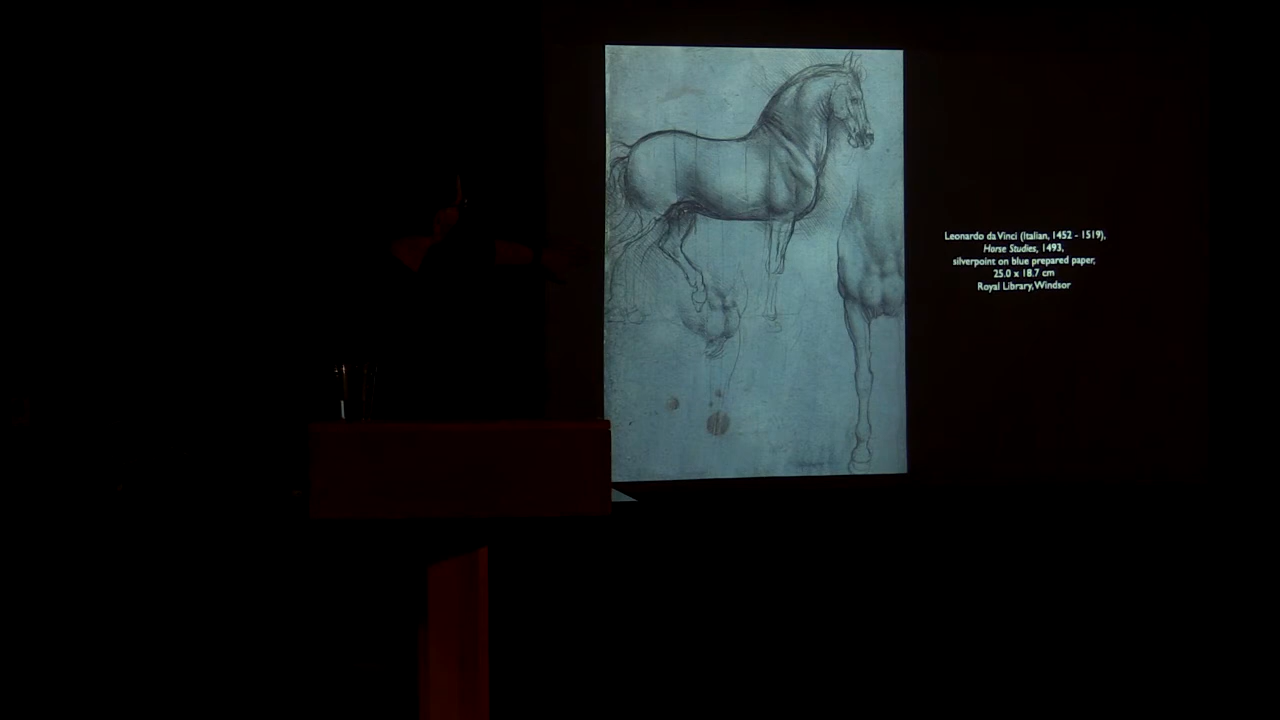 Leonardo da Vinci (Italian, 1452 - 1519),
Horse Studies, 1493,
silverpoint on blue prepared paper,
25.0 x 18.7 cm
Royal Library, Windsor